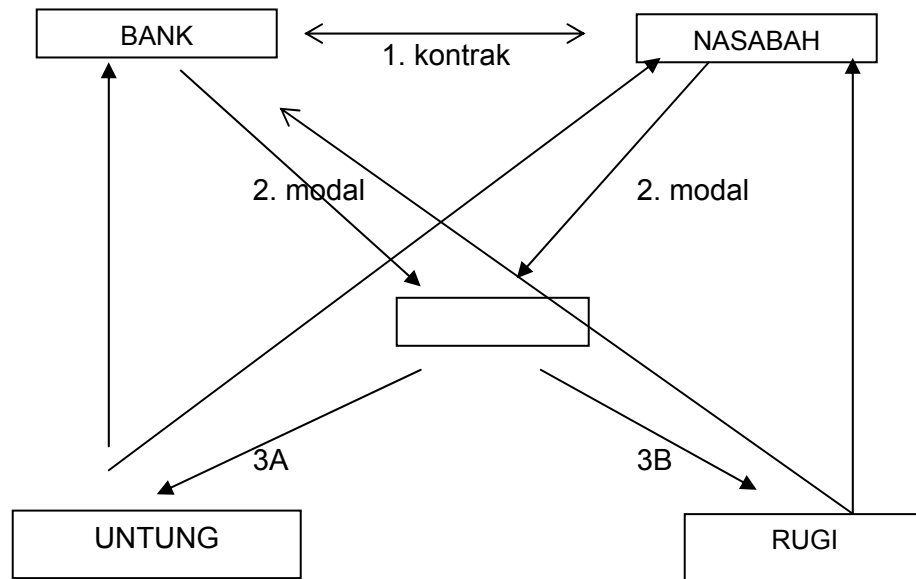 BANK
NASABAH
1. kontrak
2. modal
2. modal
3A
3B
UNTUNG
RUGI